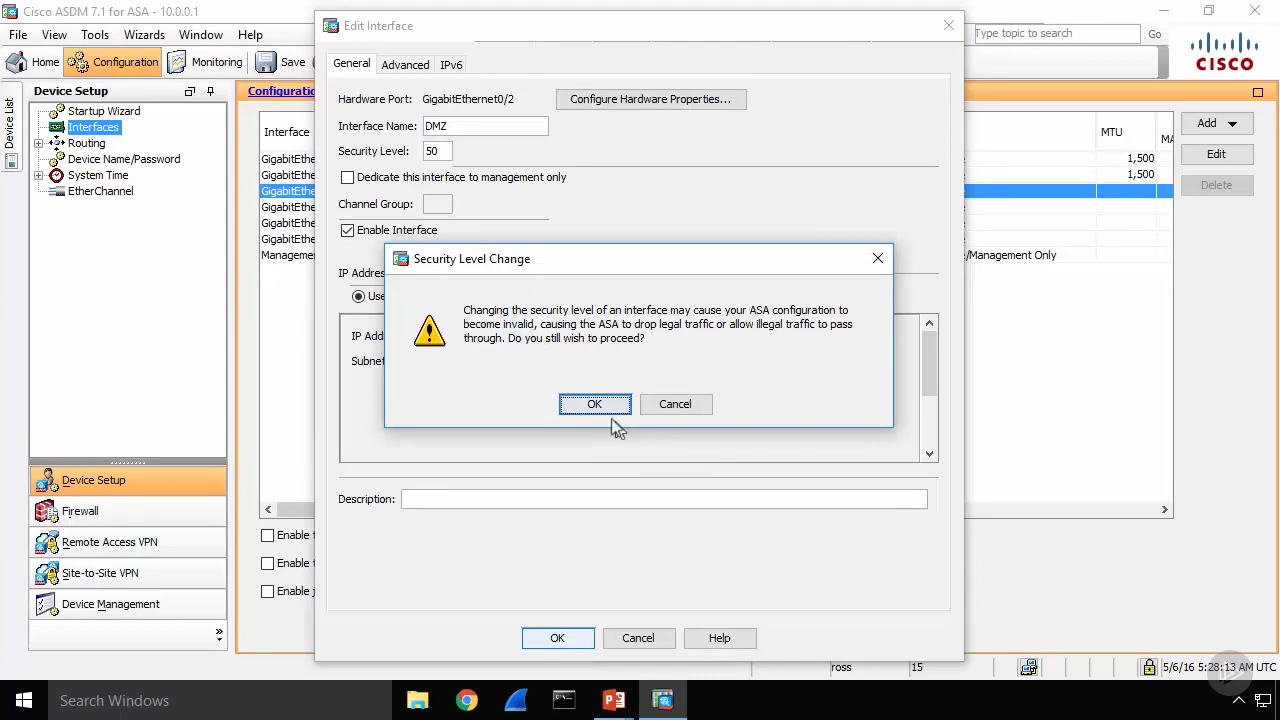 Cisco ASDM 7.1 for ASA - 10.0.0.1
File View Tools Wizards Window Help
Type topic to search Go
CISCO
Home Configuration Monitoring Save
Edit Interface
General Advanced IPv6
Device List
Device Setup
Startup Wizard
Interfaces
Routing
Device Name/Password
System Time
EtherChannel
Device Setup
Firewall
Remote Access VPN
Site-to-Site VPN
Device Management
Configuration
Interface
GigabitEthe
GigabitEthe
GigabitEthe
GigabitEthe
GigabitEthe
GigabitEthe
Manageme
Enable
Enable
Enable
Hardware Port: GigabitEthernet0/2 Configure Hardware Properties...
Interface Name: DMZ
Security Level: 50
Dedicate this interface to management only
Channel Group:
Enable Interface
IP Addres
Use
IP Add
Subnet
Security Level Change
Changing the security level of an interface may cause your ASA configuration to
become invalid, causing the ASA to drop legal traffic or allow illegal traffic to pass
through. Do you still wish to proceed?
OK Cancel
Description:
OK Cancel Help
MTU MA
1,500
1,500
/Management Only
Add
Edit
Delete
ross 15 5/6/16 5:28:13 AM UTC
Search Windows